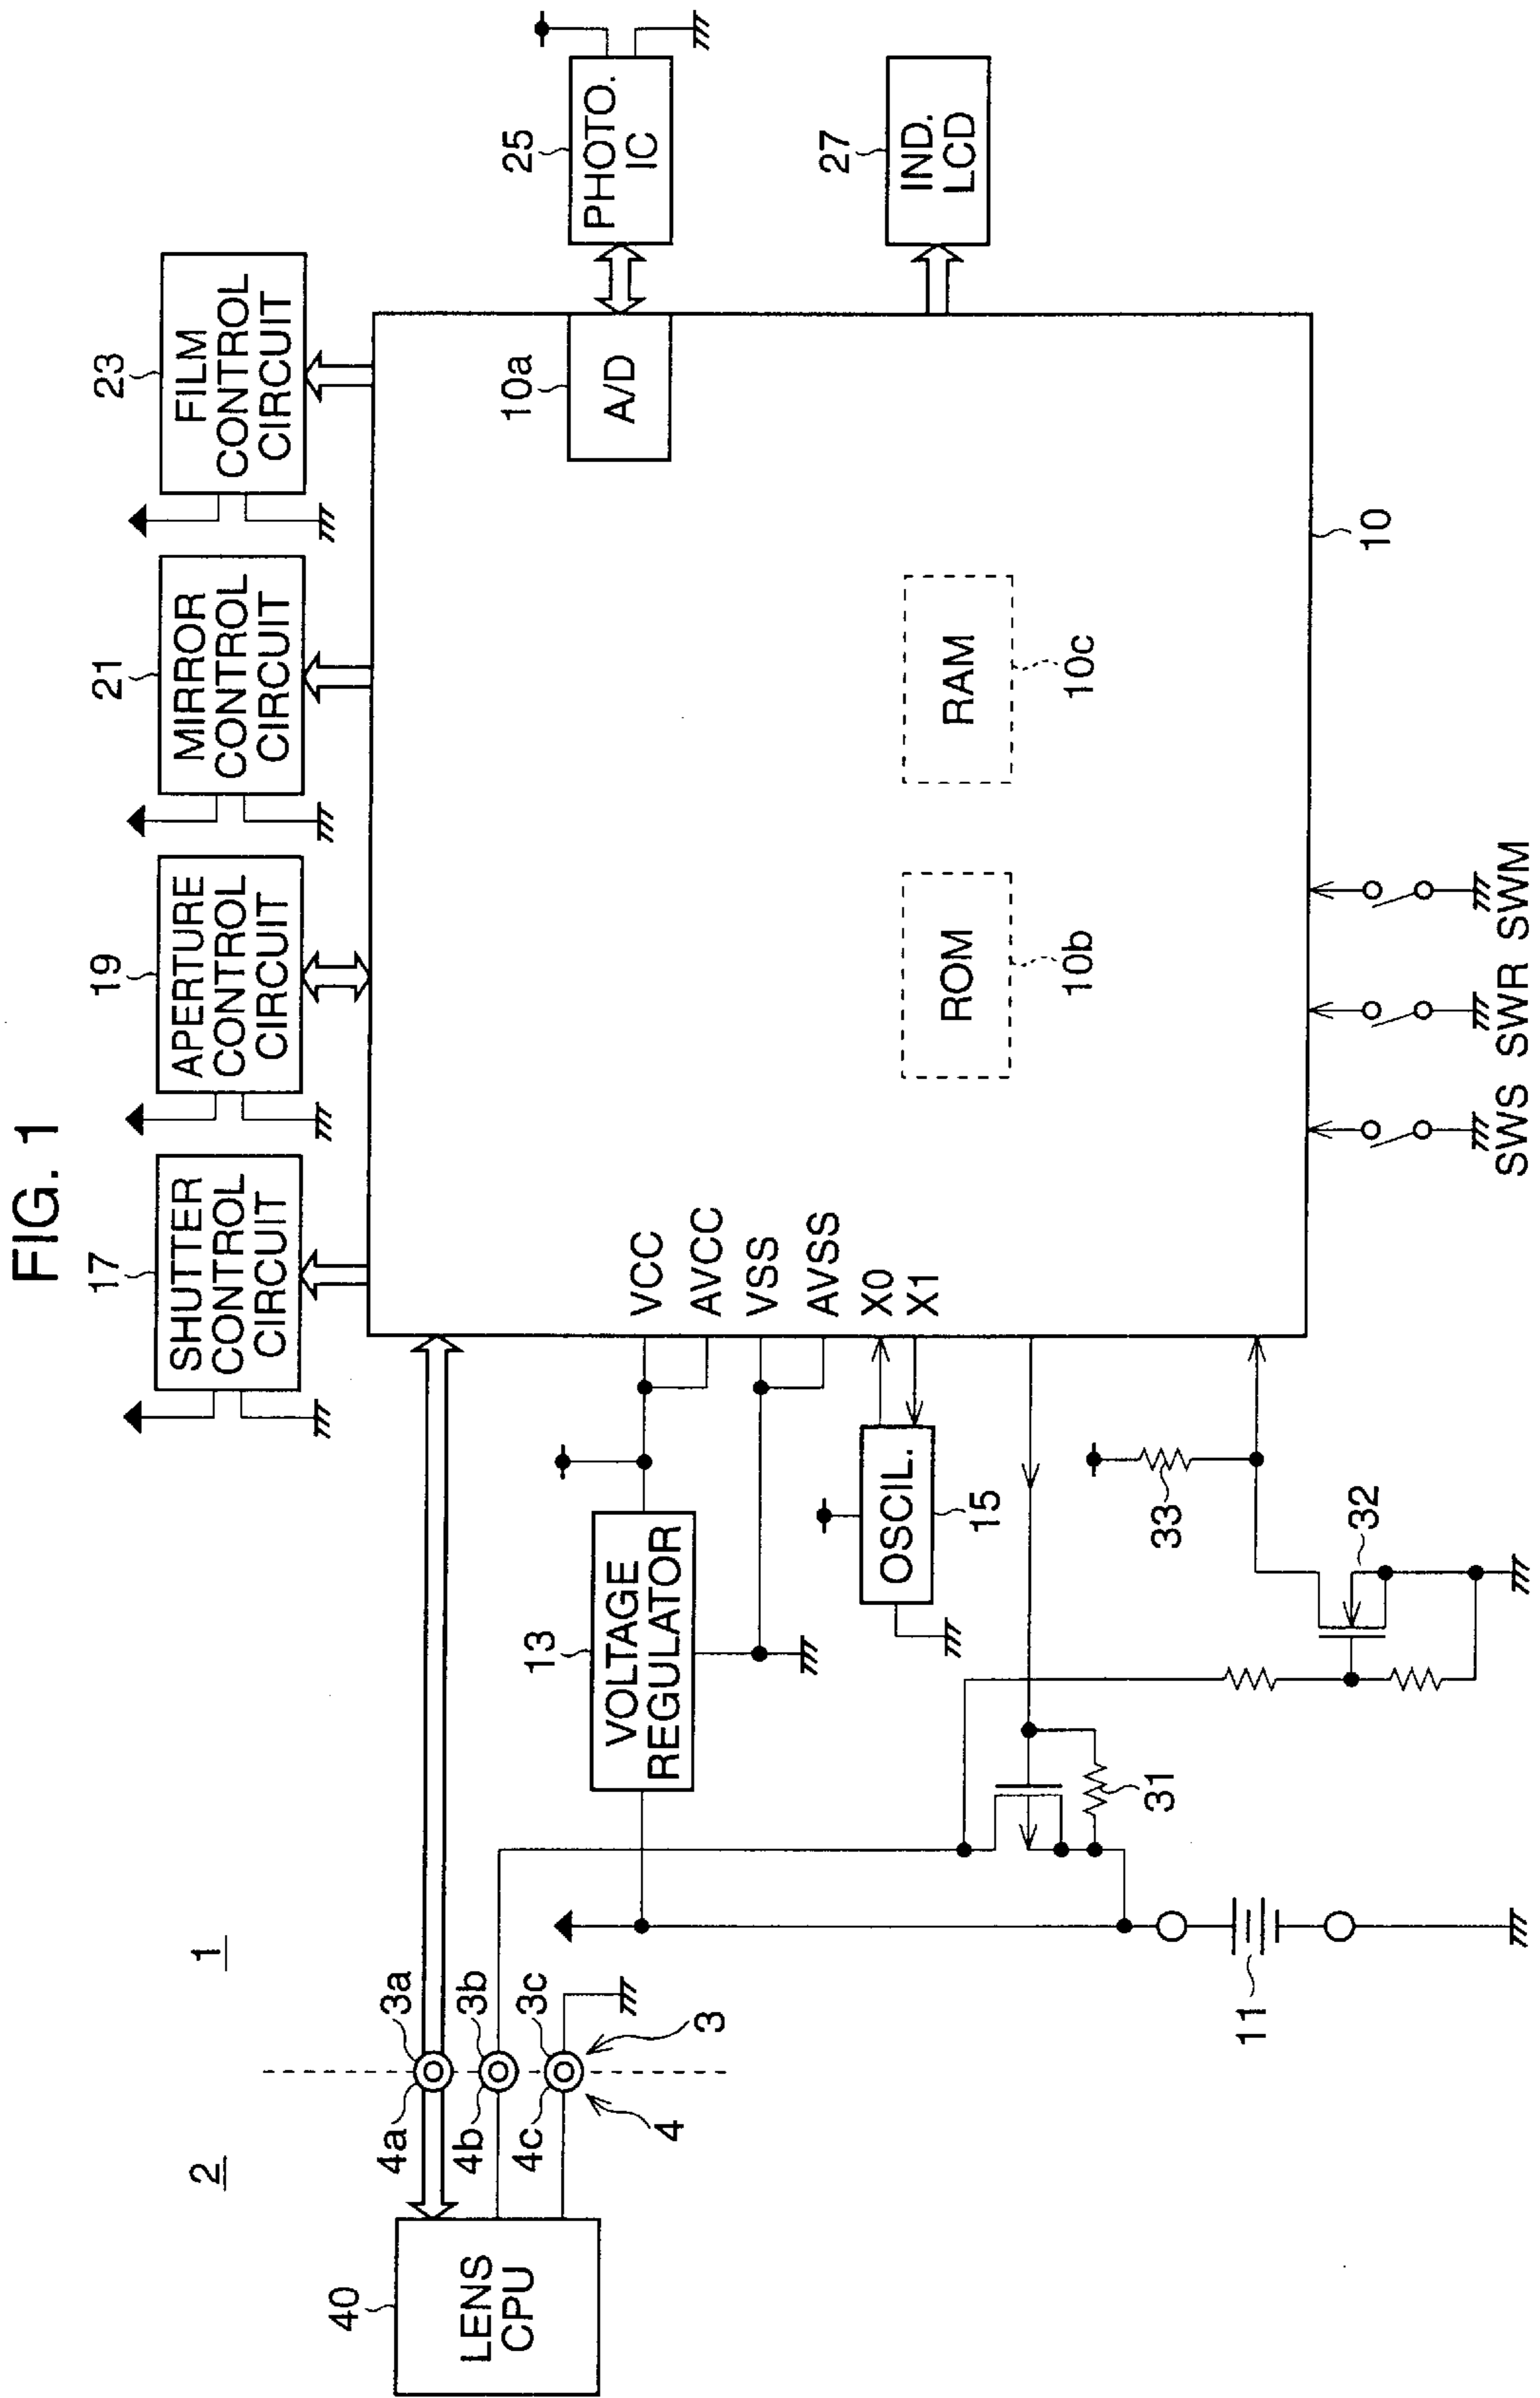 FIG. 1
17
SHUTTER
CONTROL
CIRCUIT
19
APERTURE
CONTROL
CIRCUIT
21
MIRROR
CONTROL
CIRCUIT
23
FILM
CONTROL
CIRCUIT
1
2
40
LENS
CPU
4a
3a
4b
3b
4c
3c
4
3
13
VOLTAGE
REGULATOR
VCC
AVCC
VSS
AVSS
X0
X1
OSCIL.
15
10a
A/D
25
PHOTO.
IC
27
IND.
LCD
ROM
10b
RAM
10c
10
31
33
32
11
SWS
SWR
SWM